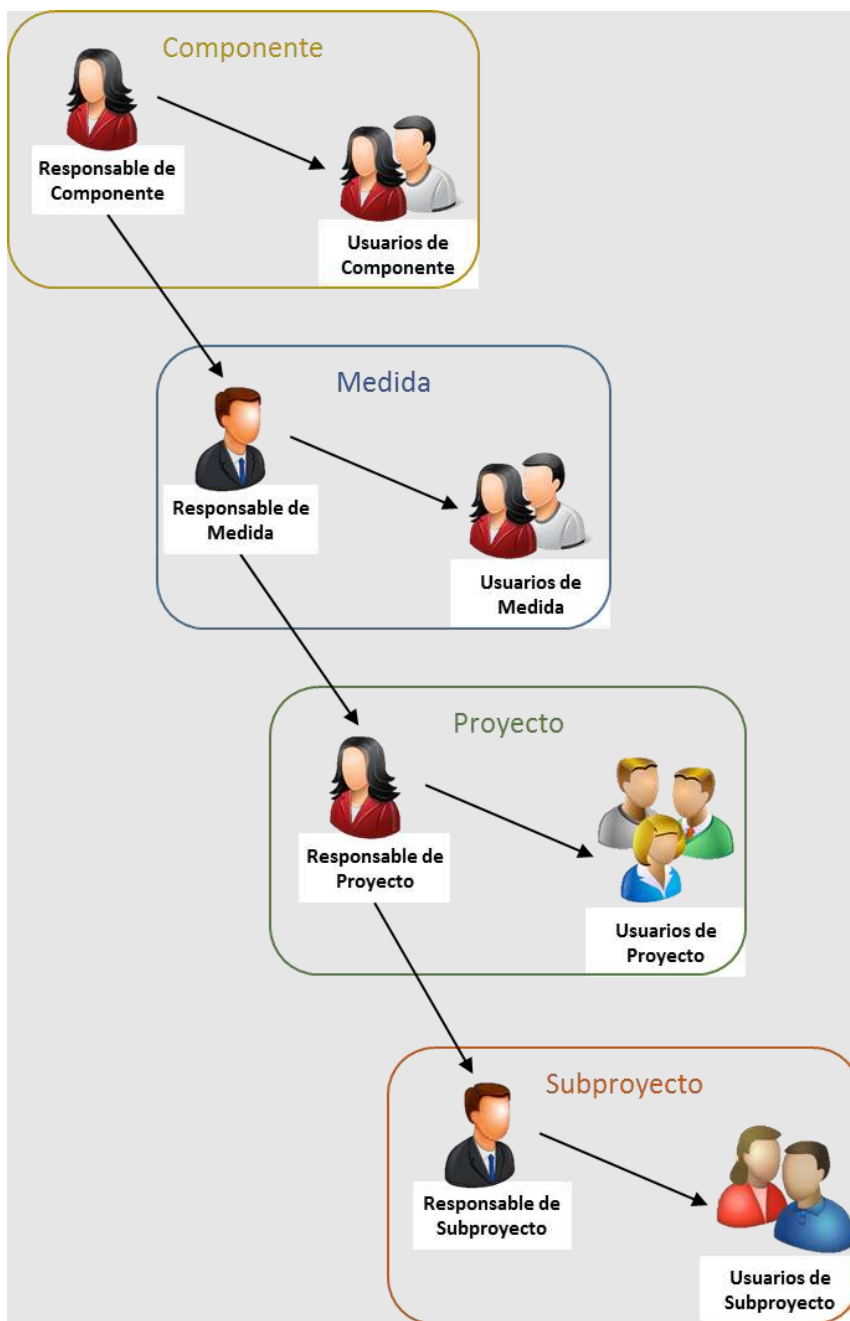 Componente
Responsable de
Componente
Usuarios de
Componente
Medida
Responsable de
Medida
Usuarios de
Medida
Proyecto
Responsable de
Proyecto
Usuarios de
Proyecto
Subproyecto
Responsable de
Subproyecto
Usuarios de
Subproyecto